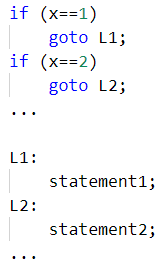 if (x==1)
    goto L1;
if (x==2)
    goto L2;
...

L1:
    statement1;
L2:
    statement2;
...